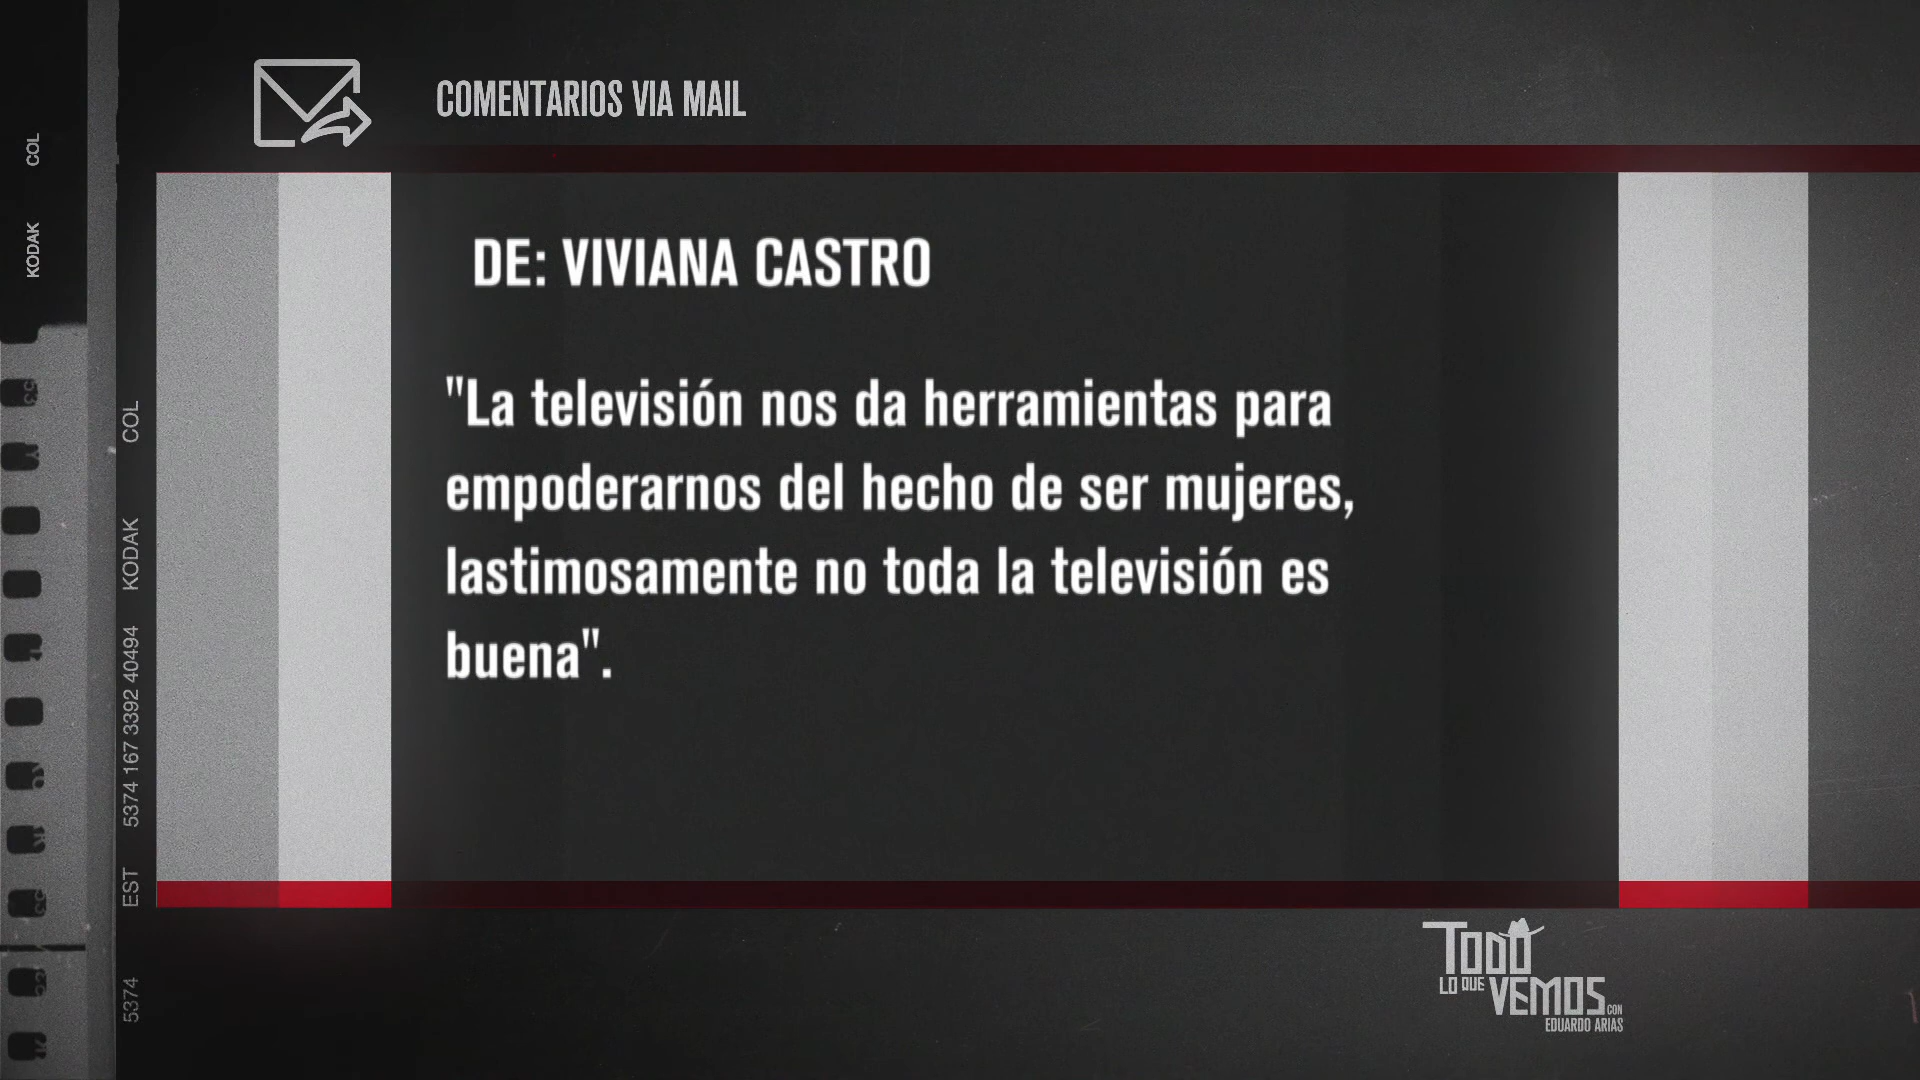 COMENTARIOS VIA MAIL
DE: VIVIANA CASTRO
"La televisión nos da herramientas para
empoderarnos del hecho de ser mujeres,
lastimosamente no toda la televisión es
buena".
TODO
LO QUE VEMOS CON
EDUARDO ARIAS
COL
KODAK
COL
KODAK
5374 167 3392 40494
EST
5374